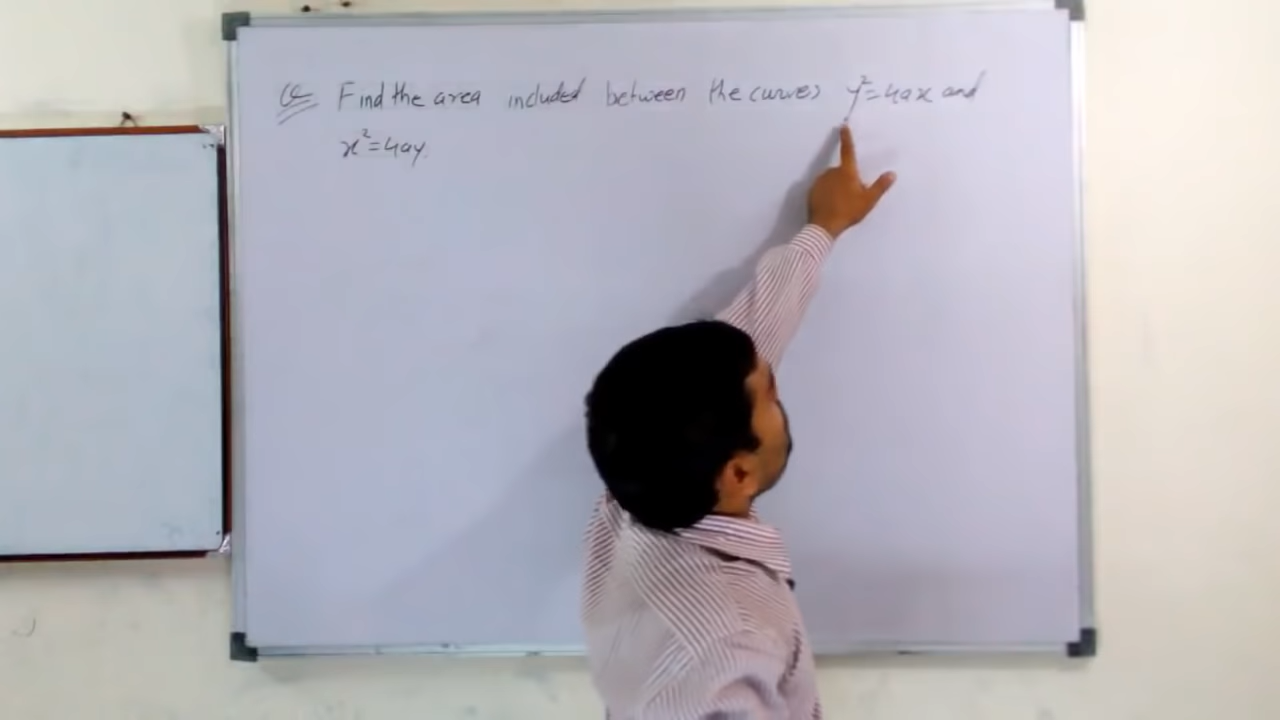 Q Find the area included between the curves y²=4ax and
x²=4ay.